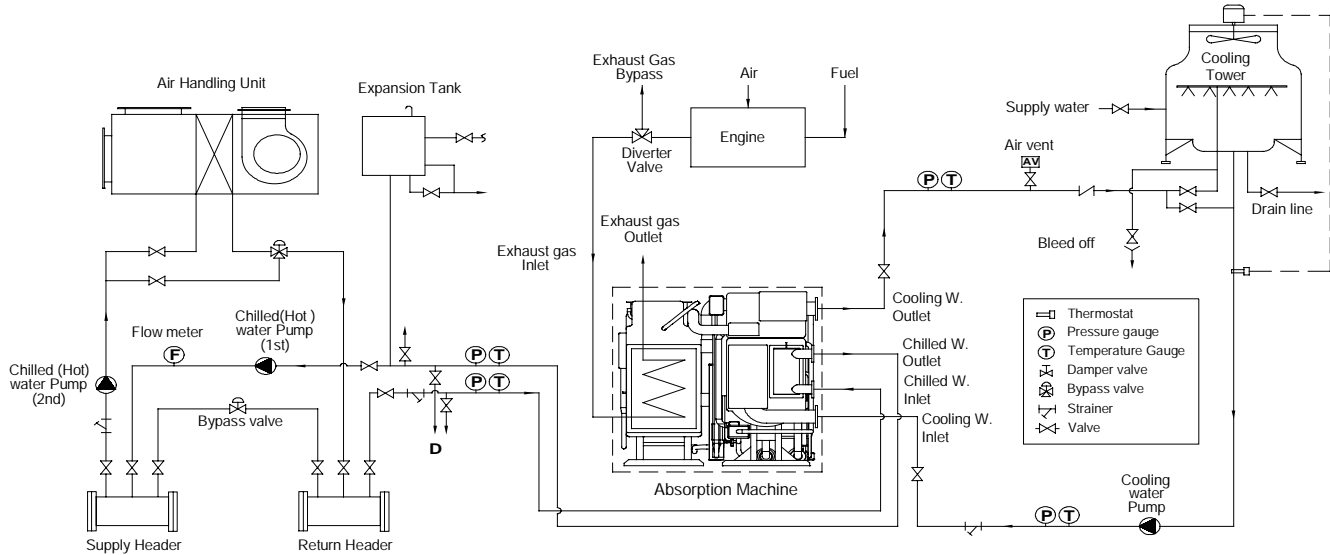 Air Handling Unit
Expansion Tank
Exhaust Gas
Bypass
Air
Fuel
Engine
Diverter
Valve
Cooling
Tower
Supply water
Air vent
AV
P
T
Drain line
Bleed off
Exhaust gas
Outlet
Exhaust gas
Inlet
Cooling W.
Outlet
Chilled W.
Outlet
Chilled W.
Inlet
Cooling W.
Inlet
Absorption Machine
Flow meter
F
Chilled(Hot )
water Pump
(1st)
Chilled (Hot)
water Pump
(2nd)
P
T
P
T
Bypass valve
D
Supply Header
Return Header
Thermostat
P
Pressure gauge
T
Temperature Gauge
Damper valve
Bypass valve
Strainer
Valve
Cooling
water
Pump
P
T